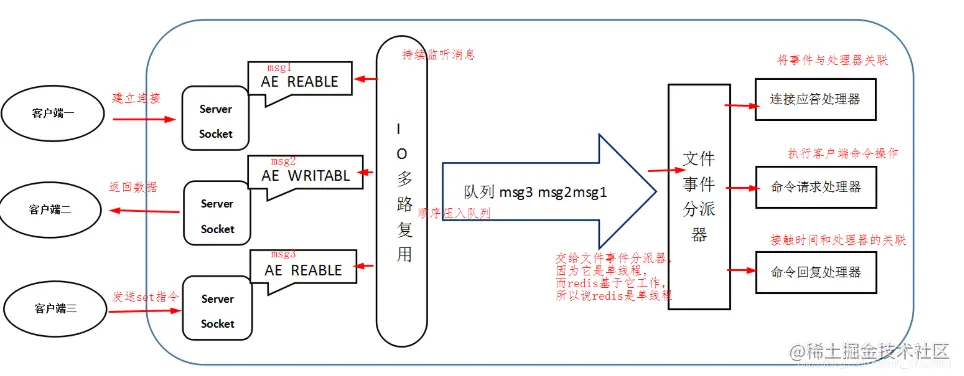 持续监听消息
将事件与处理器关联
msg1
AE REABLE
建立连接
客户端一
Server
Socket
连接应答处理器
msg2
AE WRITABL
返回数据
客户端二
Server
Socket
IO多路复用
队列 msg3 msg2msg1
顺序压入队列
文件事件分派器
执行客户端命令操作
命令请求处理器
msg3
AE REABLE
发送set指令
客户端三
Server
Socket
交给文件事件分派器,
因为它是单线程,
而redis基于它工作,
所以说redis是单线程
接触时间和处理器的关联
命令回复处理器
@稀土掘金技术社区